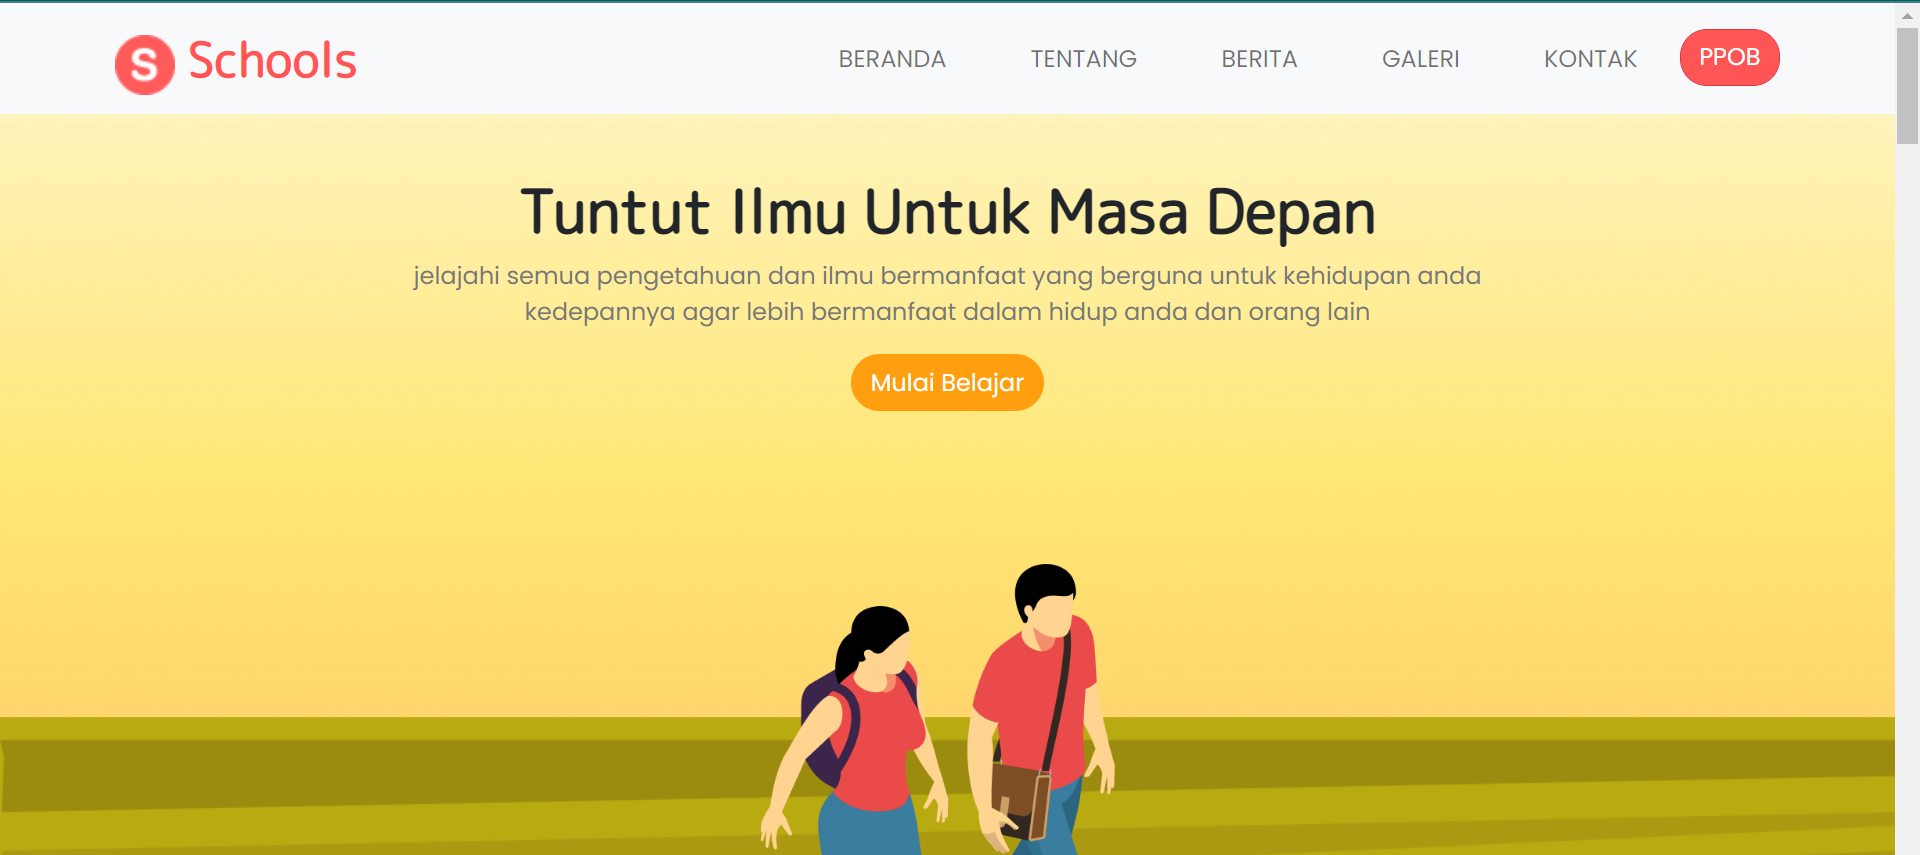 S Schools
BERANDA TENTANG BERITA GALERI KONTAK PPOB
Tuntut Ilmu Untuk Masa Depan
jelajahi semua pengetahuan dan ilmu bermanfaat yang berguna untuk kehidupan anda
kedepannya agar lebih bermanfaat dalam hidup anda dan orang lain
Mulai Belajar